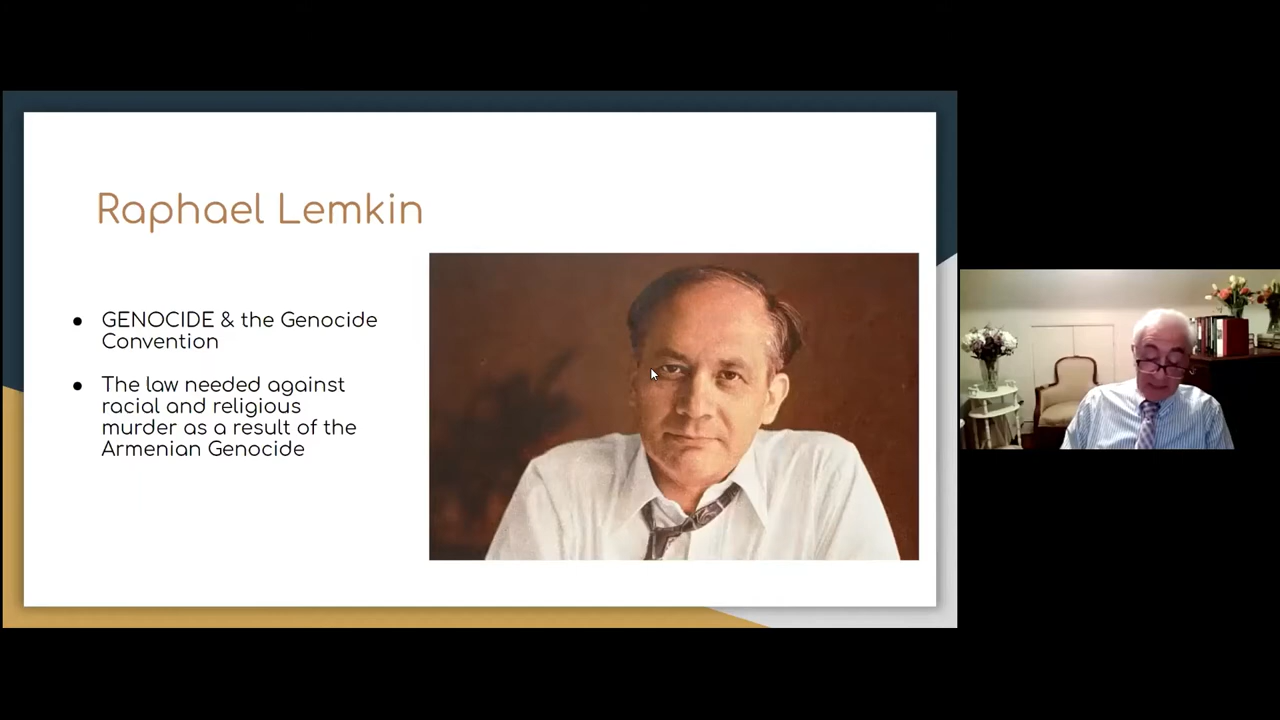 Raphael Lemkin
● GENOCIDE & the Genocide
Convention
● The law needed against
racial and religious
murder as a result of the
Armenian Genocide